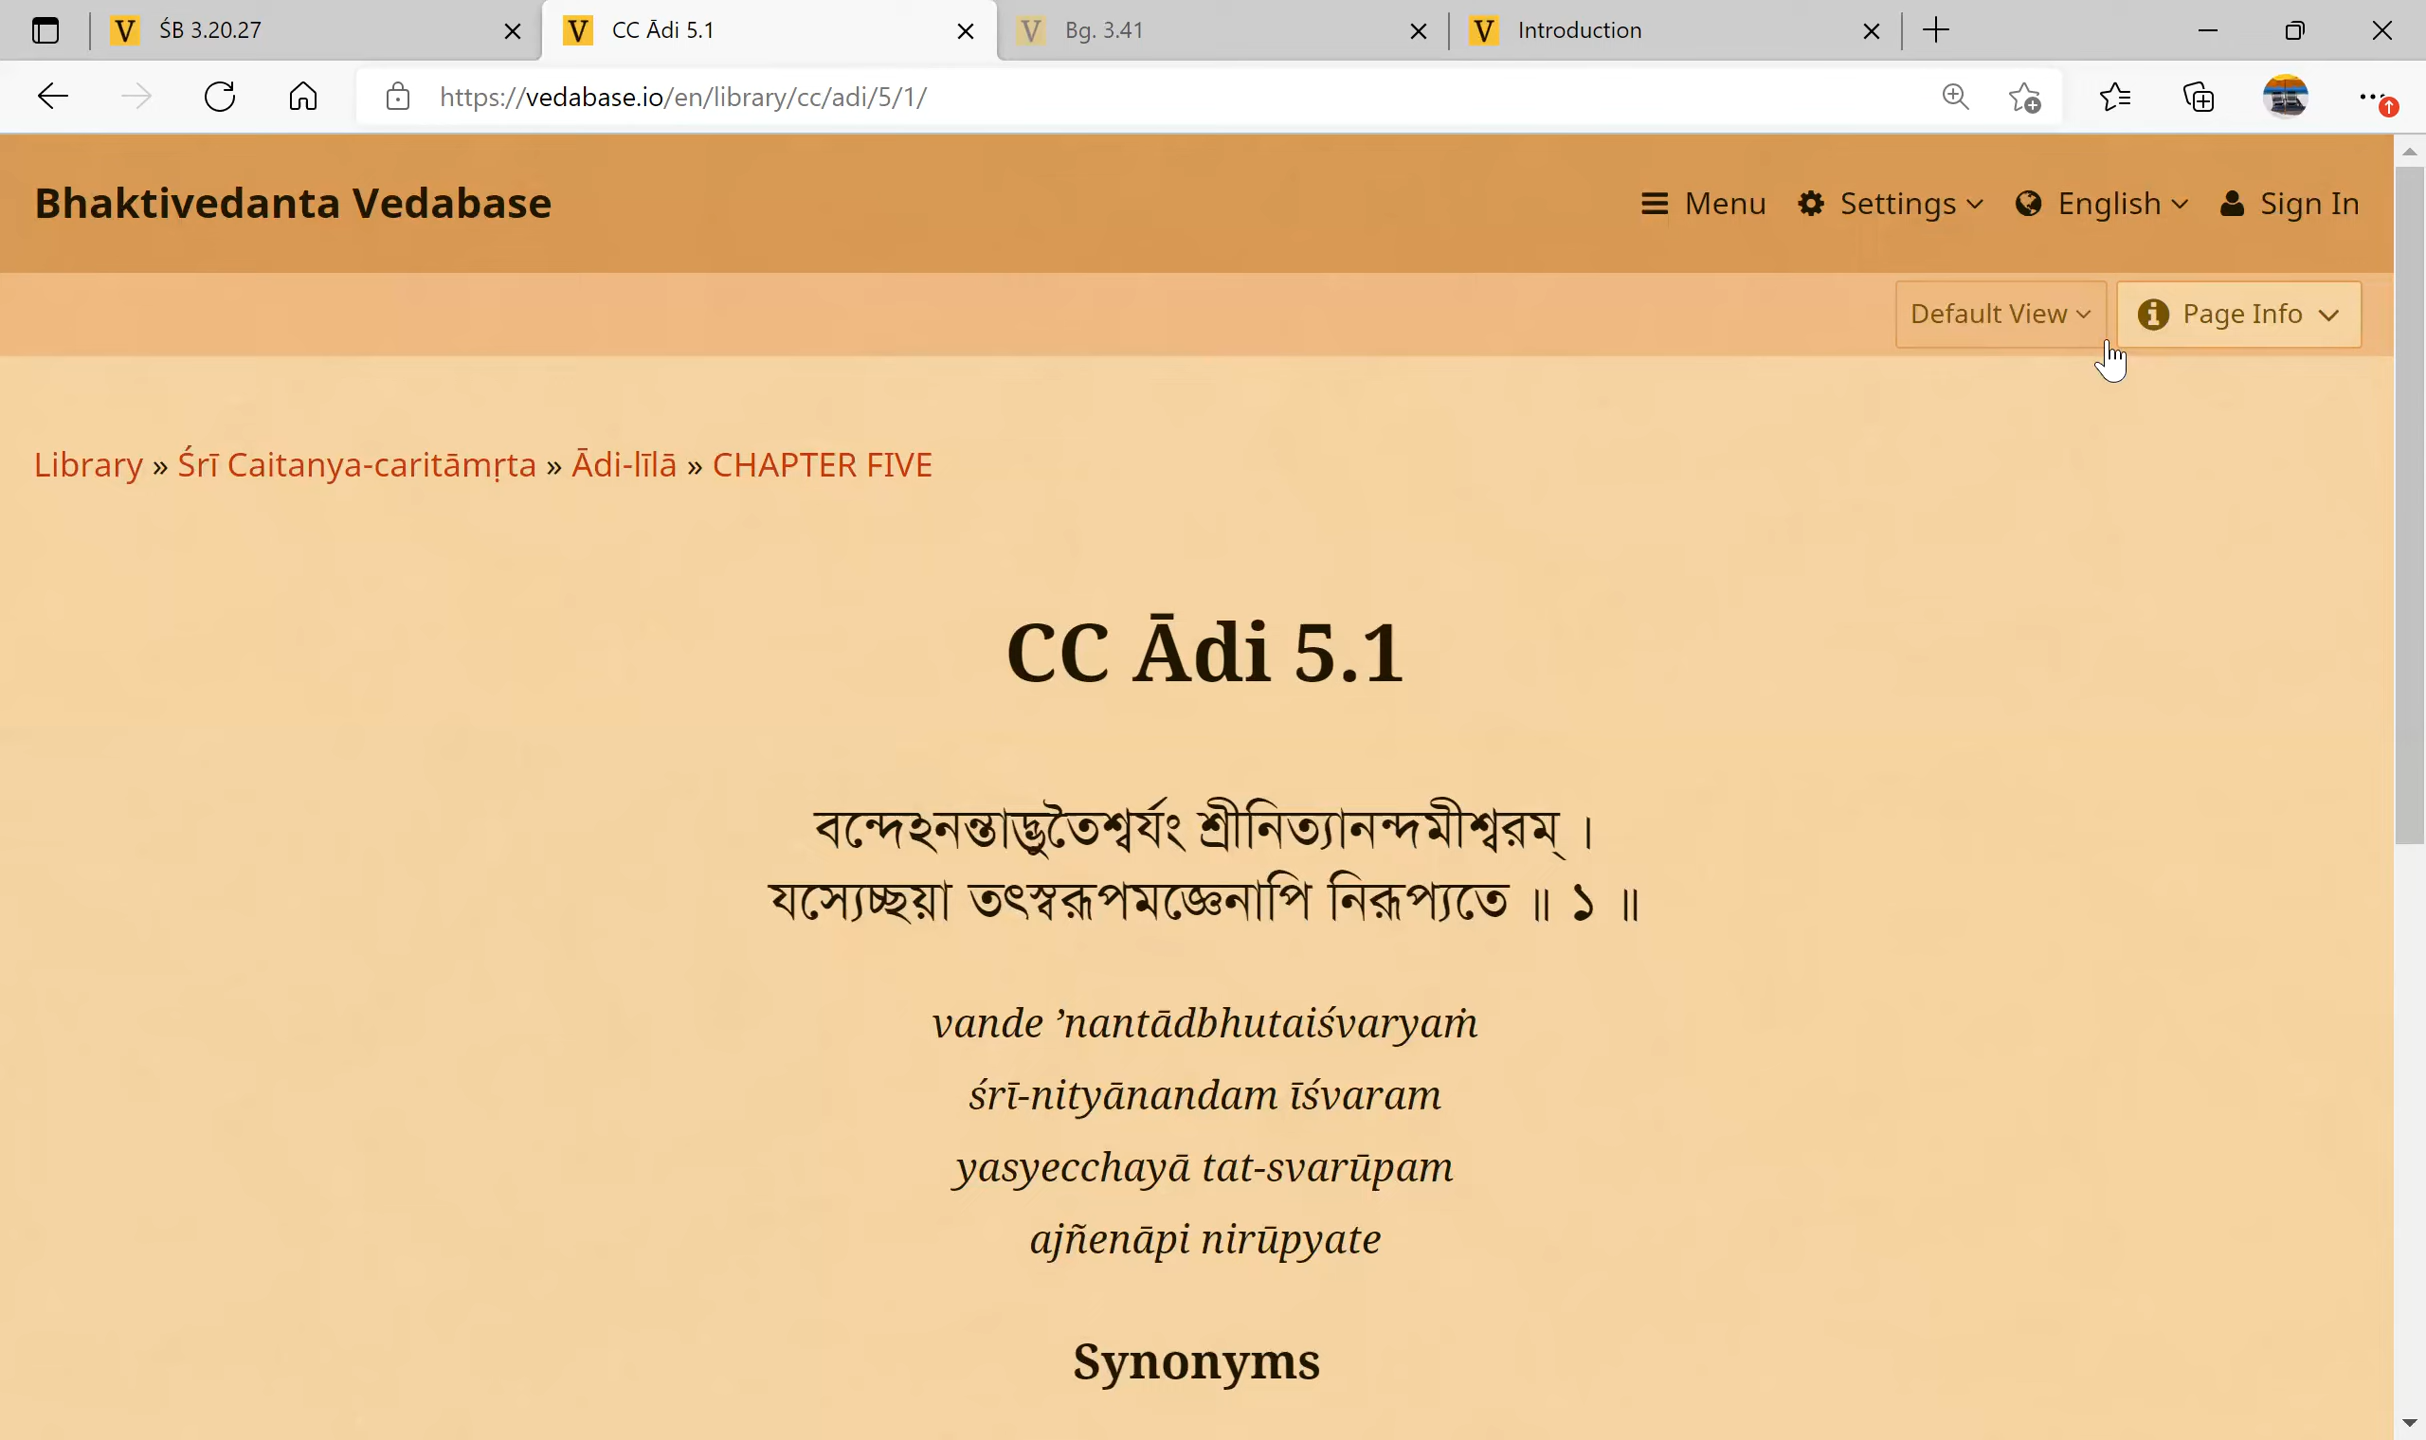 ŚB 3.20.27
CC Ādi 5.1
Bg. 3.41
Introduction
https://vedabase.io/en/library/cc/adi/5/1/
Bhaktivedanta Vedabase
Menu Settings English Sign In
Default View Page Info
Library » Śrī Caitanya-caritāmṛta » Ādi-līlā » CHAPTER FIVE
CC Ādi 5.1
বন্দেহনন্তাদ্ভুতৈশ্বর্যং শ্রীনিত্যানন্দমীশ্বরম্ ।
যস্যেচ্ছয়া তৎস্বরূপমজ্ঞেনাপি নিরূপ্যতে ॥ ১ ॥
vande ’nantādbhutaiśvaryaṁ
śrī-nityānandam īśvaram
yasyecchayā tat-svarūpam
ajñenāpi nirūpyate
Synonyms